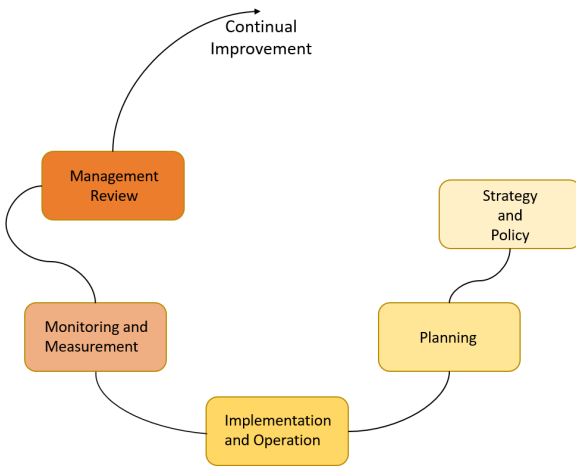 Continual
Improvement
Management
Review
Strategy
and
Policy
Monitoring and
Measurement
Planning
Implementation
and Operation